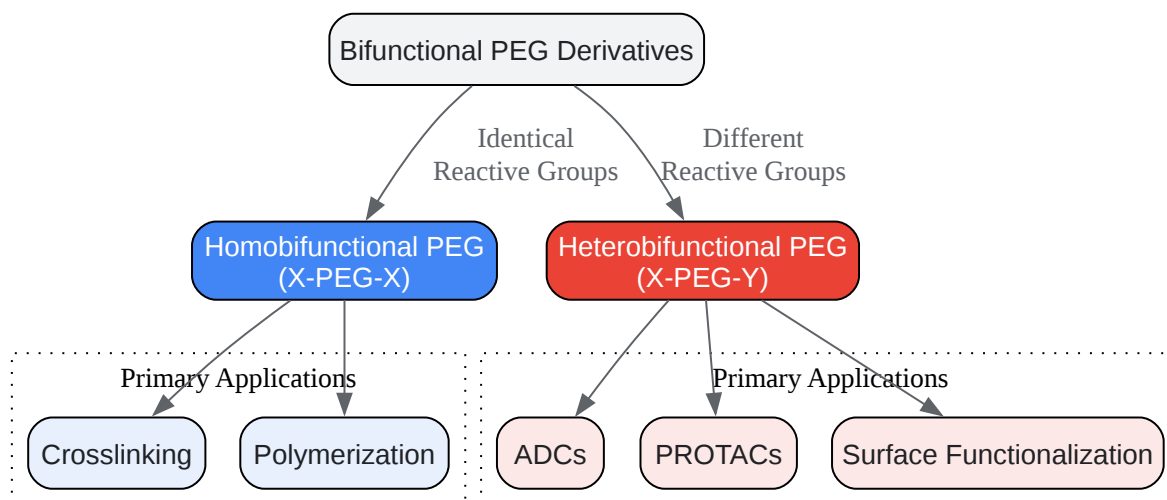 Bifunctional PEG Derivatives
Identical
Reactive Groups
Different
Reactive Groups
Homobifunctional PEG
(X-PEG-X)
Heterobifunctional PEG
(X-PEG-Y)
Primary Applications
Primary Applications
Crosslinking
Polymerization
ADCs
PROTACs
Surface Functionalization